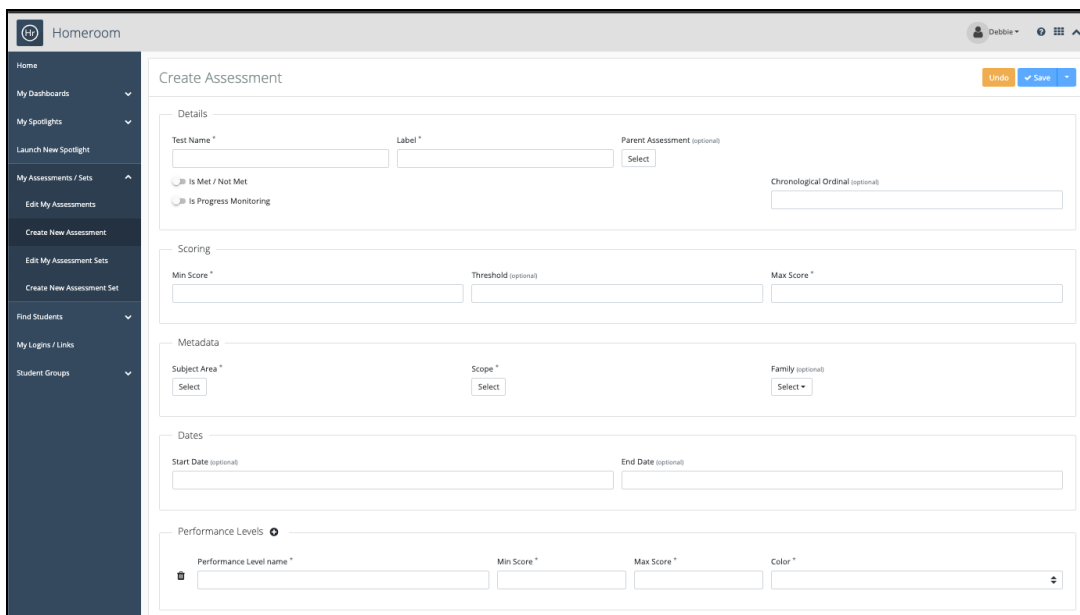 Hr Homeroom
Debbie
Home
My Dashboards
My Spotlights
Launch New Spotlight
My Assessments / Sets
Edit My Assessments
Create New Assessment
Edit My Assessment Sets
Create New Assessment Set
Find Students
My Logins / Links
Student Groups
Create Assessment
Undo Save
Details
Test Name * Label * Parent Assessment (optional)
Select
Is Met / Not Met Chronological Ordinal (optional)
Is Progress Monitoring
Scoring
Min Score * Threshold (optional) Max Score *
Metadata
Subject Area * Scope * Family (optional)
Select Select Select
Dates
Start Date (optional) End Date (optional)
Performance Levels
Performance Level name * Min Score * Max Score * Color *